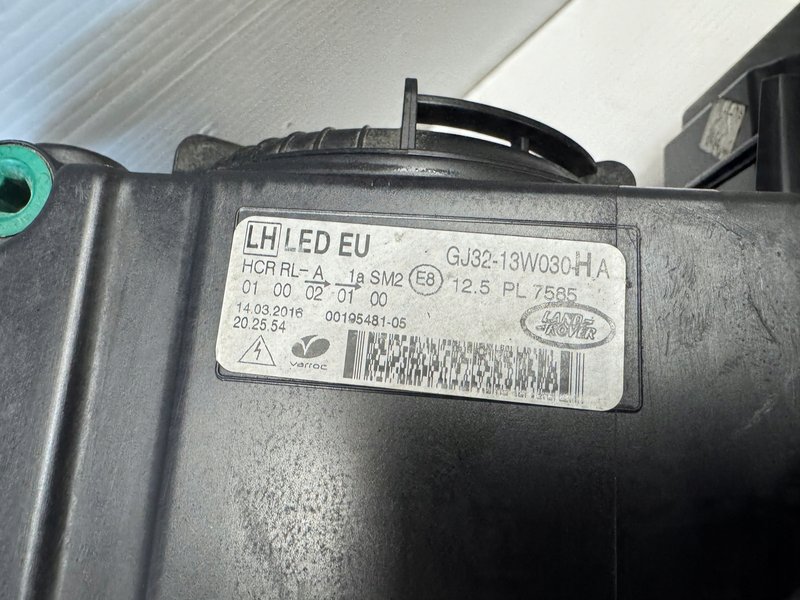 LH LED EU
GJ32-13W030-HA
HCR RL-A 1a SM2 E8 12.5 PL 7585
01 00 02 01 00
14.03.2016 00195481-05
20.25.54
LAND
ROVER
varroc